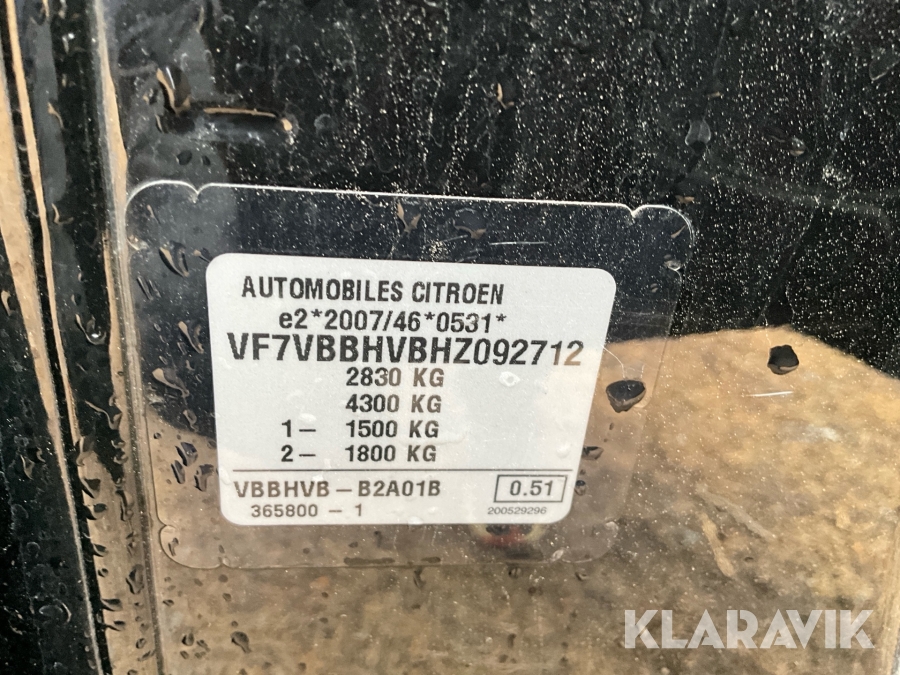 AUTOMOBILES CITROEN
e2*2007/46*0531*
VF7VBBHVBHZ092712
2830 KG
4300 KG
1- 1500 KG
2- 1800 KG
VBBHVB - B2A01B 0.51
365800 - 1 200529296
KLARAVIK